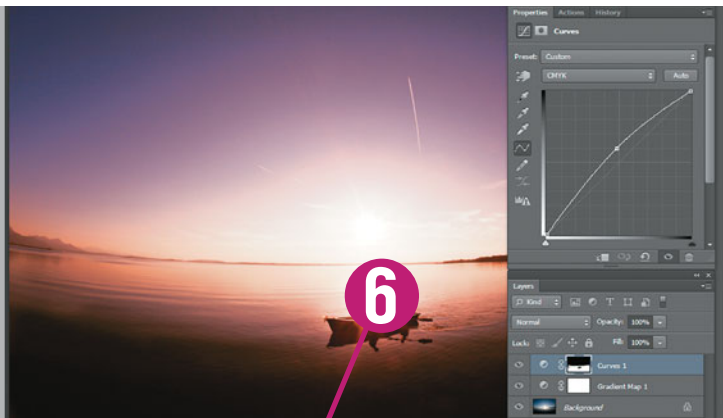 Properties Actions History
Curves
Preset: Custom
CMYK Auto
6
Layers
Kind
Normal Opacity: 100%
Lock: Fill: 100%
Curves 1
Gradient Map 1
Background